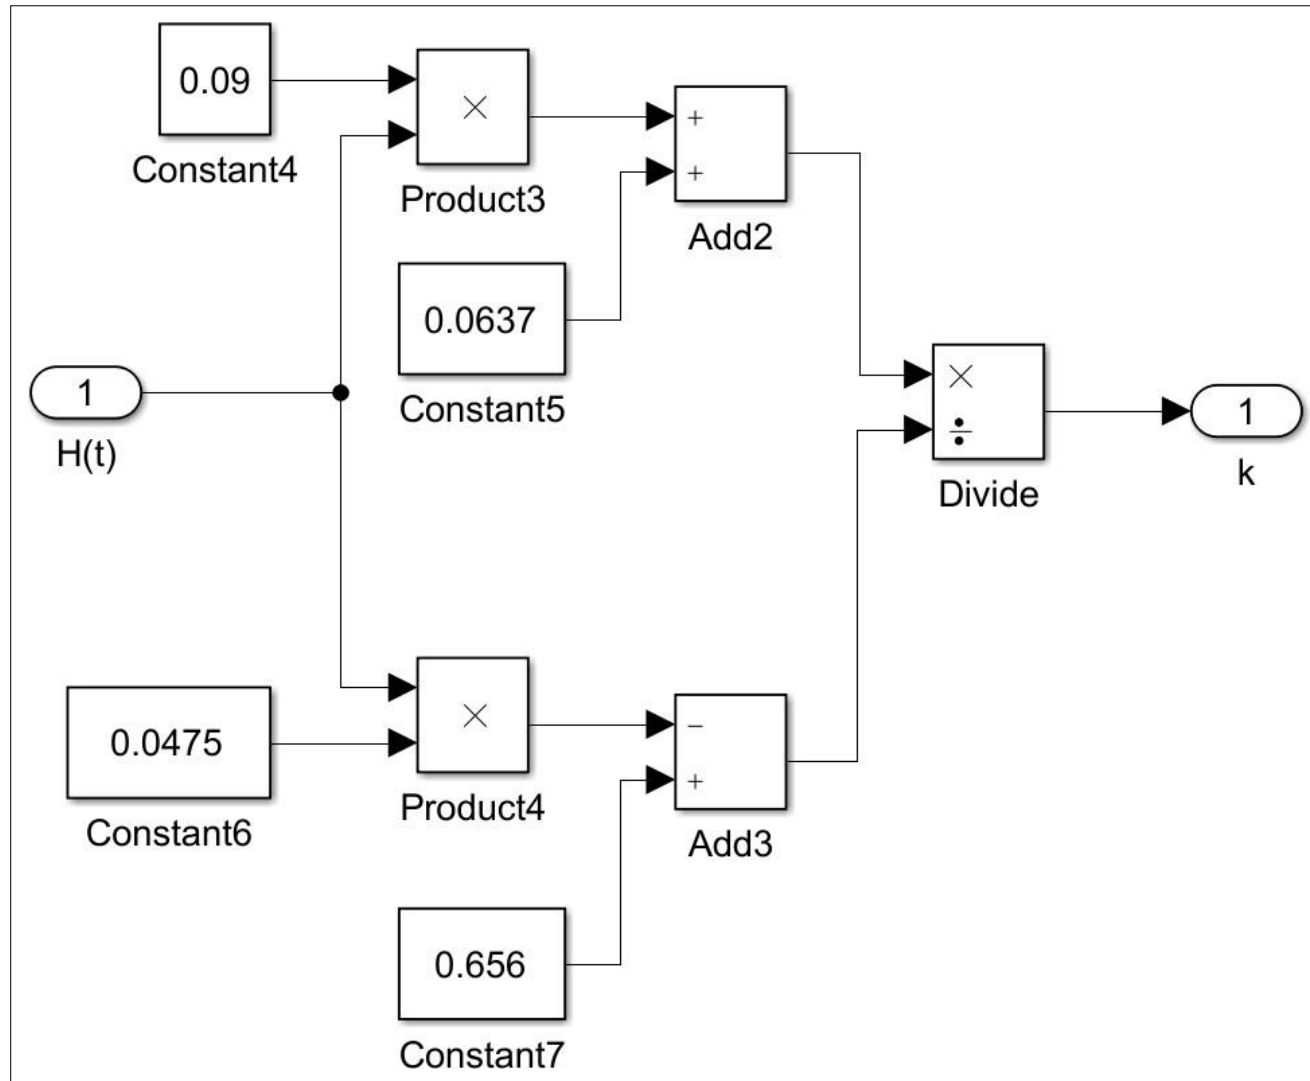 0.09
Constant4
×
Product3
+
+
Add2
0.0637
Constant5
1
H(t)
×
÷
Divide
1
k
0.0475
Constant6
×
Product4
−
+
Add3
0.656
Constant7